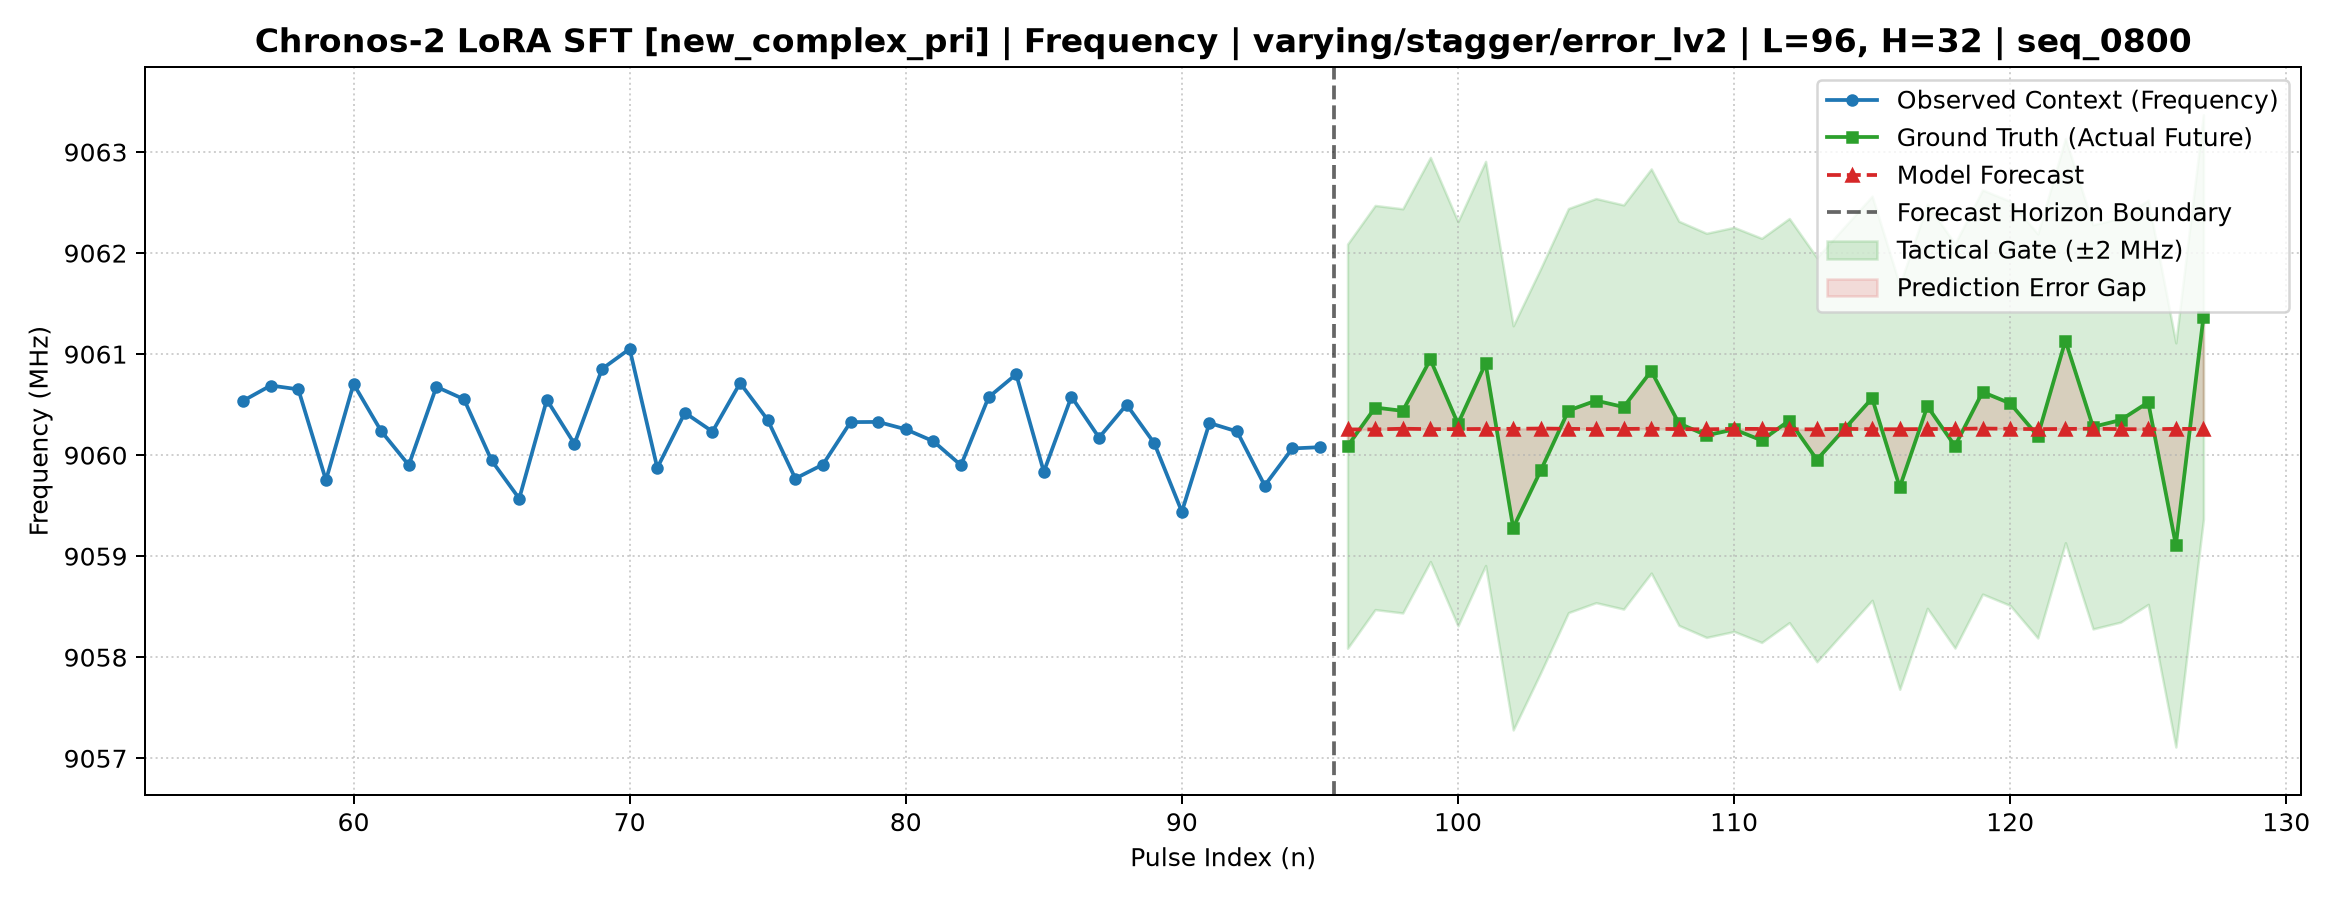 Chronos-2 LoRA SFT [new_complex_pri] | Frequency | varying/stagger/error_lv2 | L=96, H=32 | seq_0800
Observed Context (Frequency)
Ground Truth (Actual Future)
Model Forecast
Forecast Horizon Boundary
Tactical Gate (±2 MHz)
Prediction Error Gap
Frequency (MHz)
9063
9062
9061
9060
9059
9058
9057
60 70 80 90 100 110 120 130
Pulse Index (n)